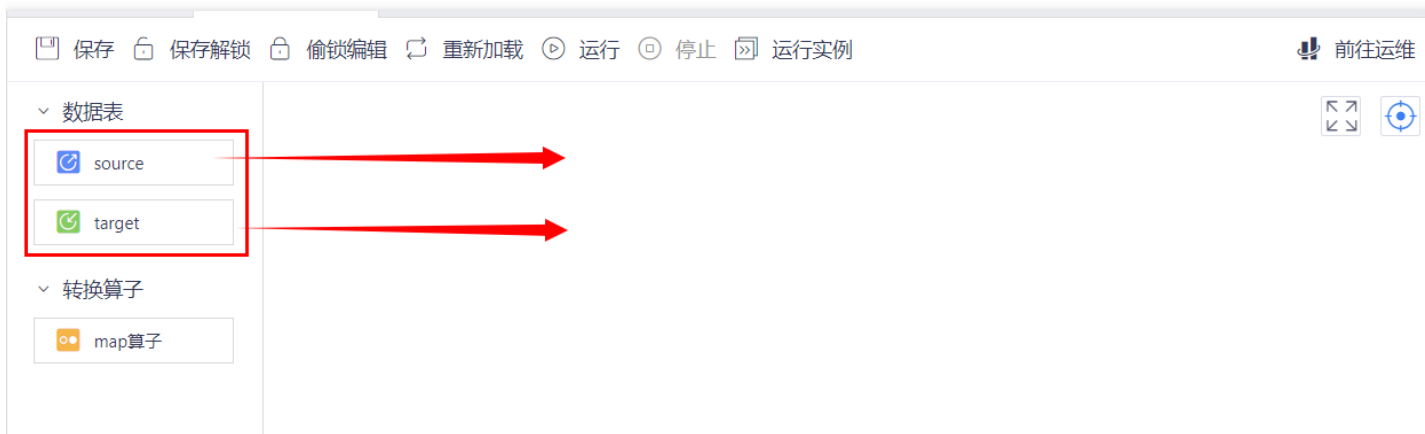 保存 保存解锁 偷锁编辑 重新加载 运行 停止 运行实例 前往运维
数据表
source
target
转换算子
map算子